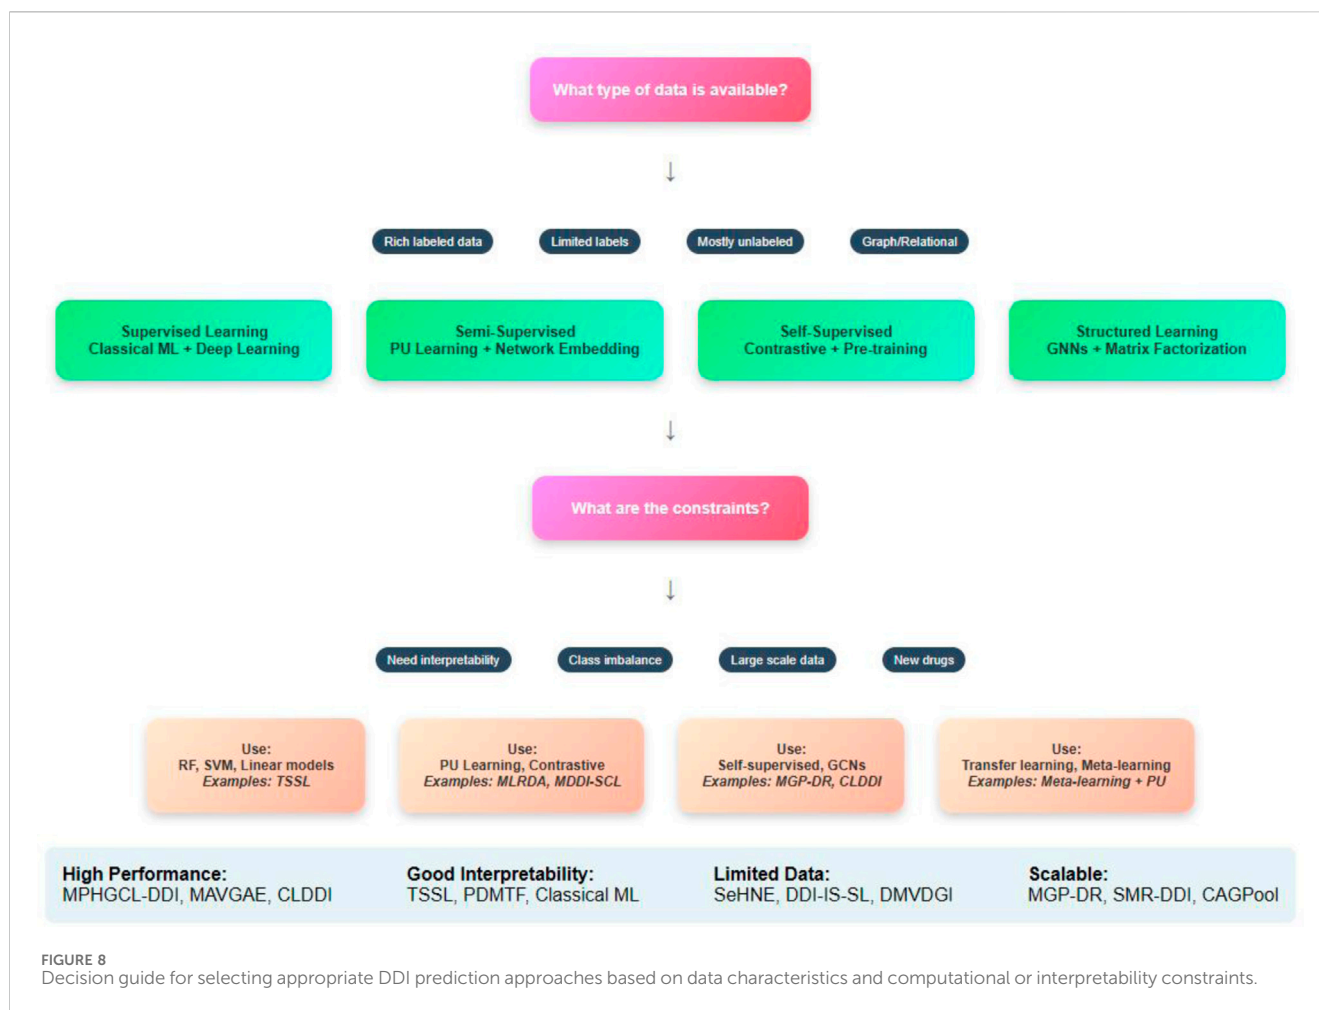 What type of data is available?
↓
Rich labeled data
Limited labels
Mostly unlabeled
Graph/Relational
Supervised Learning
Classical ML + Deep Learning
Semi-Supervised
PU Learning + Network Embedding
Self-Supervised
Contrastive + Pre-training
Structured Learning
GNNs + Matrix Factorization
↓
What are the constraints?
↓
Need interpretability
Class imbalance
Large scale data
New drugs
Use:
RF, SVM, Linear models
Examples: TSSL
Use:
PU Learning, Contrastive
Examples: MLRDA, MDDI-SCL
Use:
Self-supervised, GCNs
Examples: MGP-DR, CLDDI
Use:
Transfer learning, Meta-learning
Examples: Meta-learning + PU
High Performance:
MPHGCL-DDI, MAVGAE, CLDDI
Good Interpretability:
TSSL, PDMTF, Classical ML
Limited Data:
SeHNE, DDI-IS-SL, DMVDGI
Scalable:
MGP-DR, SMR-DDI, CAGPool
FIGURE 8
Decision guide for selecting appropriate DDI prediction approaches based on data characteristics and computational or interpretability constraints.